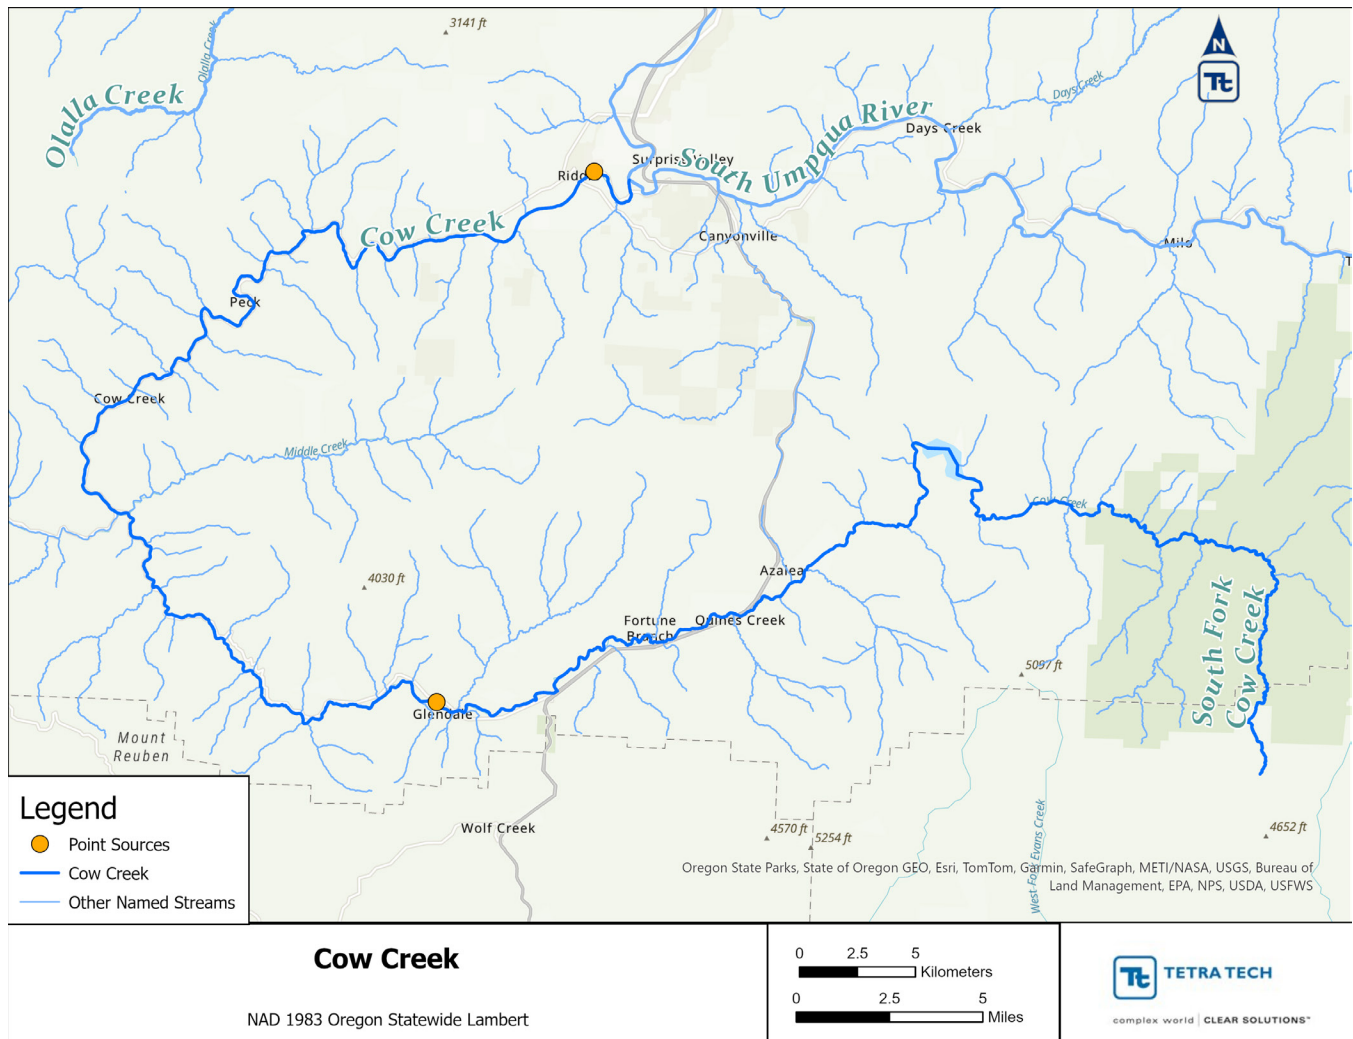 3141 ft
N
Tt
Olalla Creek
Olalla Creek
Days Creek
South Umpqua River
Days Creek
Surprise Valley
Cow Creek
Canyonville
Milo
T
Peck
Cow Creek
Middle Creek
Cow Creek
Azalea
4030 ft
Fortune
Branch
Quines Creek
South Fork
Cow Creek
5097 ft
Glendale
Mount
Reuben
Wolf Creek
4570 ft
5254 ft
4652 ft
West Fork Evans Creek
Oregon State Parks, State of Oregon GEO, Esri, TomTom, Garmin, SafeGraph, METI/NASA, USGS, Bureau of
Land Management, EPA, NPS, USDA, USFWS
Legend
Point Sources
Cow Creek
Other Named Streams
Cow Creek
NAD 1983 Oregon Statewide Lambert
0 2.5 5
Kilometers
0 2.5 5
Miles
Tt TETRA TECH
complex world | CLEAR SOLUTIONS™